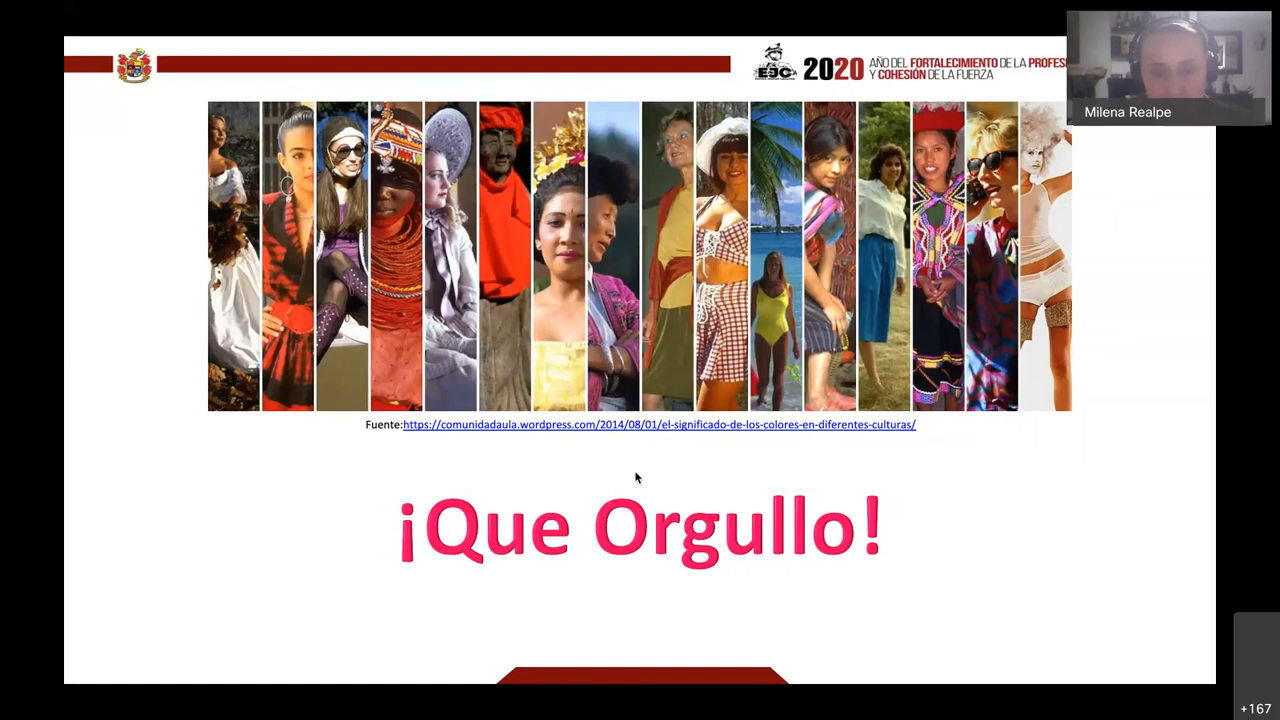 EJC
2020 AÑO DEL FORTALECIMIENTO DE LA PROFES
Y COHESIÓN DE LA FUERZA
Milena Realpe
Fuente:https://comunidadaula.wordpress.com/2014/08/01/el-significado-de-los-colores-en-diferentes-culturas/
¡Que Orgullo!
+167